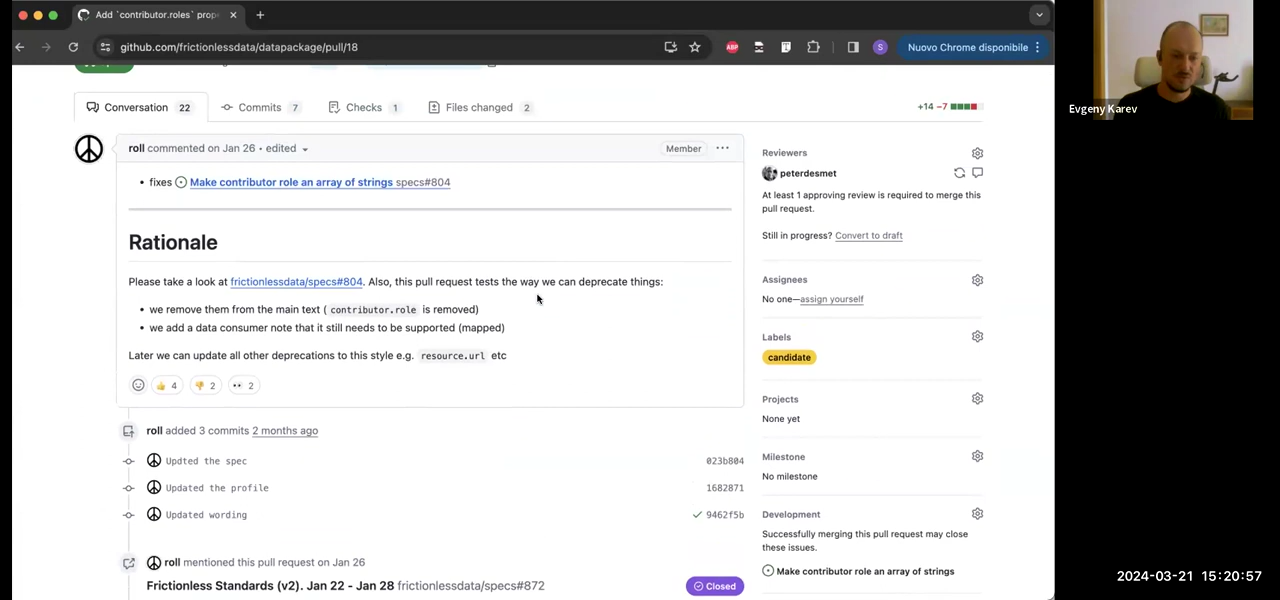 Add `contributor.roles` prope
github.com/frictionlessdata/datapackage/pull/18
ABP
S
Nuovo Chrome disponibile
Evgeny Karev
Conversation 22
Commits 7
Checks 1
Files changed 2
+14 −7
roll commented on Jan 26 • edited
Member
fixes Make contributor role an array of strings specs#804
Rationale
Please take a look at frictionlessdata/specs#804. Also, this pull request tests the way we can deprecate things:
• we remove them from the main text ( contributor.role is removed)
• we add a data consumer note that it still needs to be supported (mapped)
Later we can update all other deprecations to this style e.g. resource.url etc
4
2
2
roll added 3 commits 2 months ago
Updted the spec 023b804
Updated the profile 1682871
Updated wording 9462f5b
roll mentioned this pull request on Jan 26
Frictionless Standards (v2). Jan 22 - Jan 28 frictionlessdata/specs#872
Closed
Reviewers
peterdesmet
At least 1 approving review is required to merge this
pull request.
Still in progress? Convert to draft
Assignees
No one—assign yourself
Labels
candidate
Projects
None yet
Milestone
No milestone
Development
Successfully merging this pull request may close
these issues.
Make contributor role an array of strings
2024-03-21 15:20:57